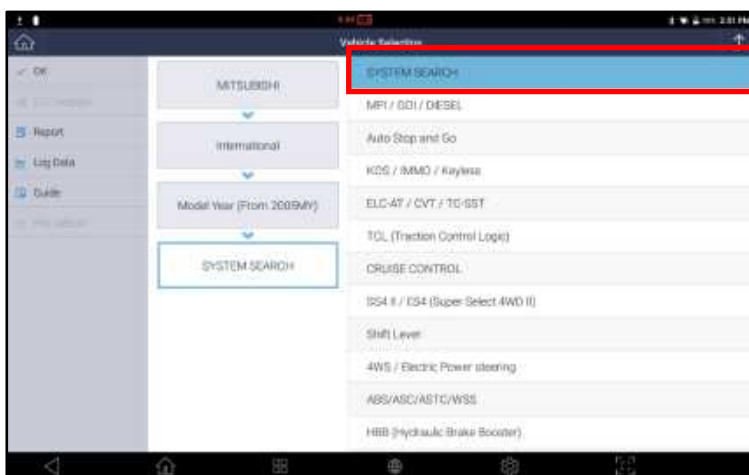 Vehicle Selection
2:51 PM
OK
Report
Log Data
Guide
MITSUBISHI
International
Model Year (From 2009MY)
SYSTEM SEARCH
SYSTEM SEARCH
MPI / GDI / DIESEL
Auto Stop and Go
KOS / IMMO / Keyless
ELC-AT / CVT / TC-SST
TCL (Traction Control Logic)
CRUISE CONTROL
SS4 II / ES4 (Super Select 4WD II)
Shift Lever
4WS / Electric Power steering
ABS/ASC/ASTC/WSS
HBB (Hydraulic Brake Booster)